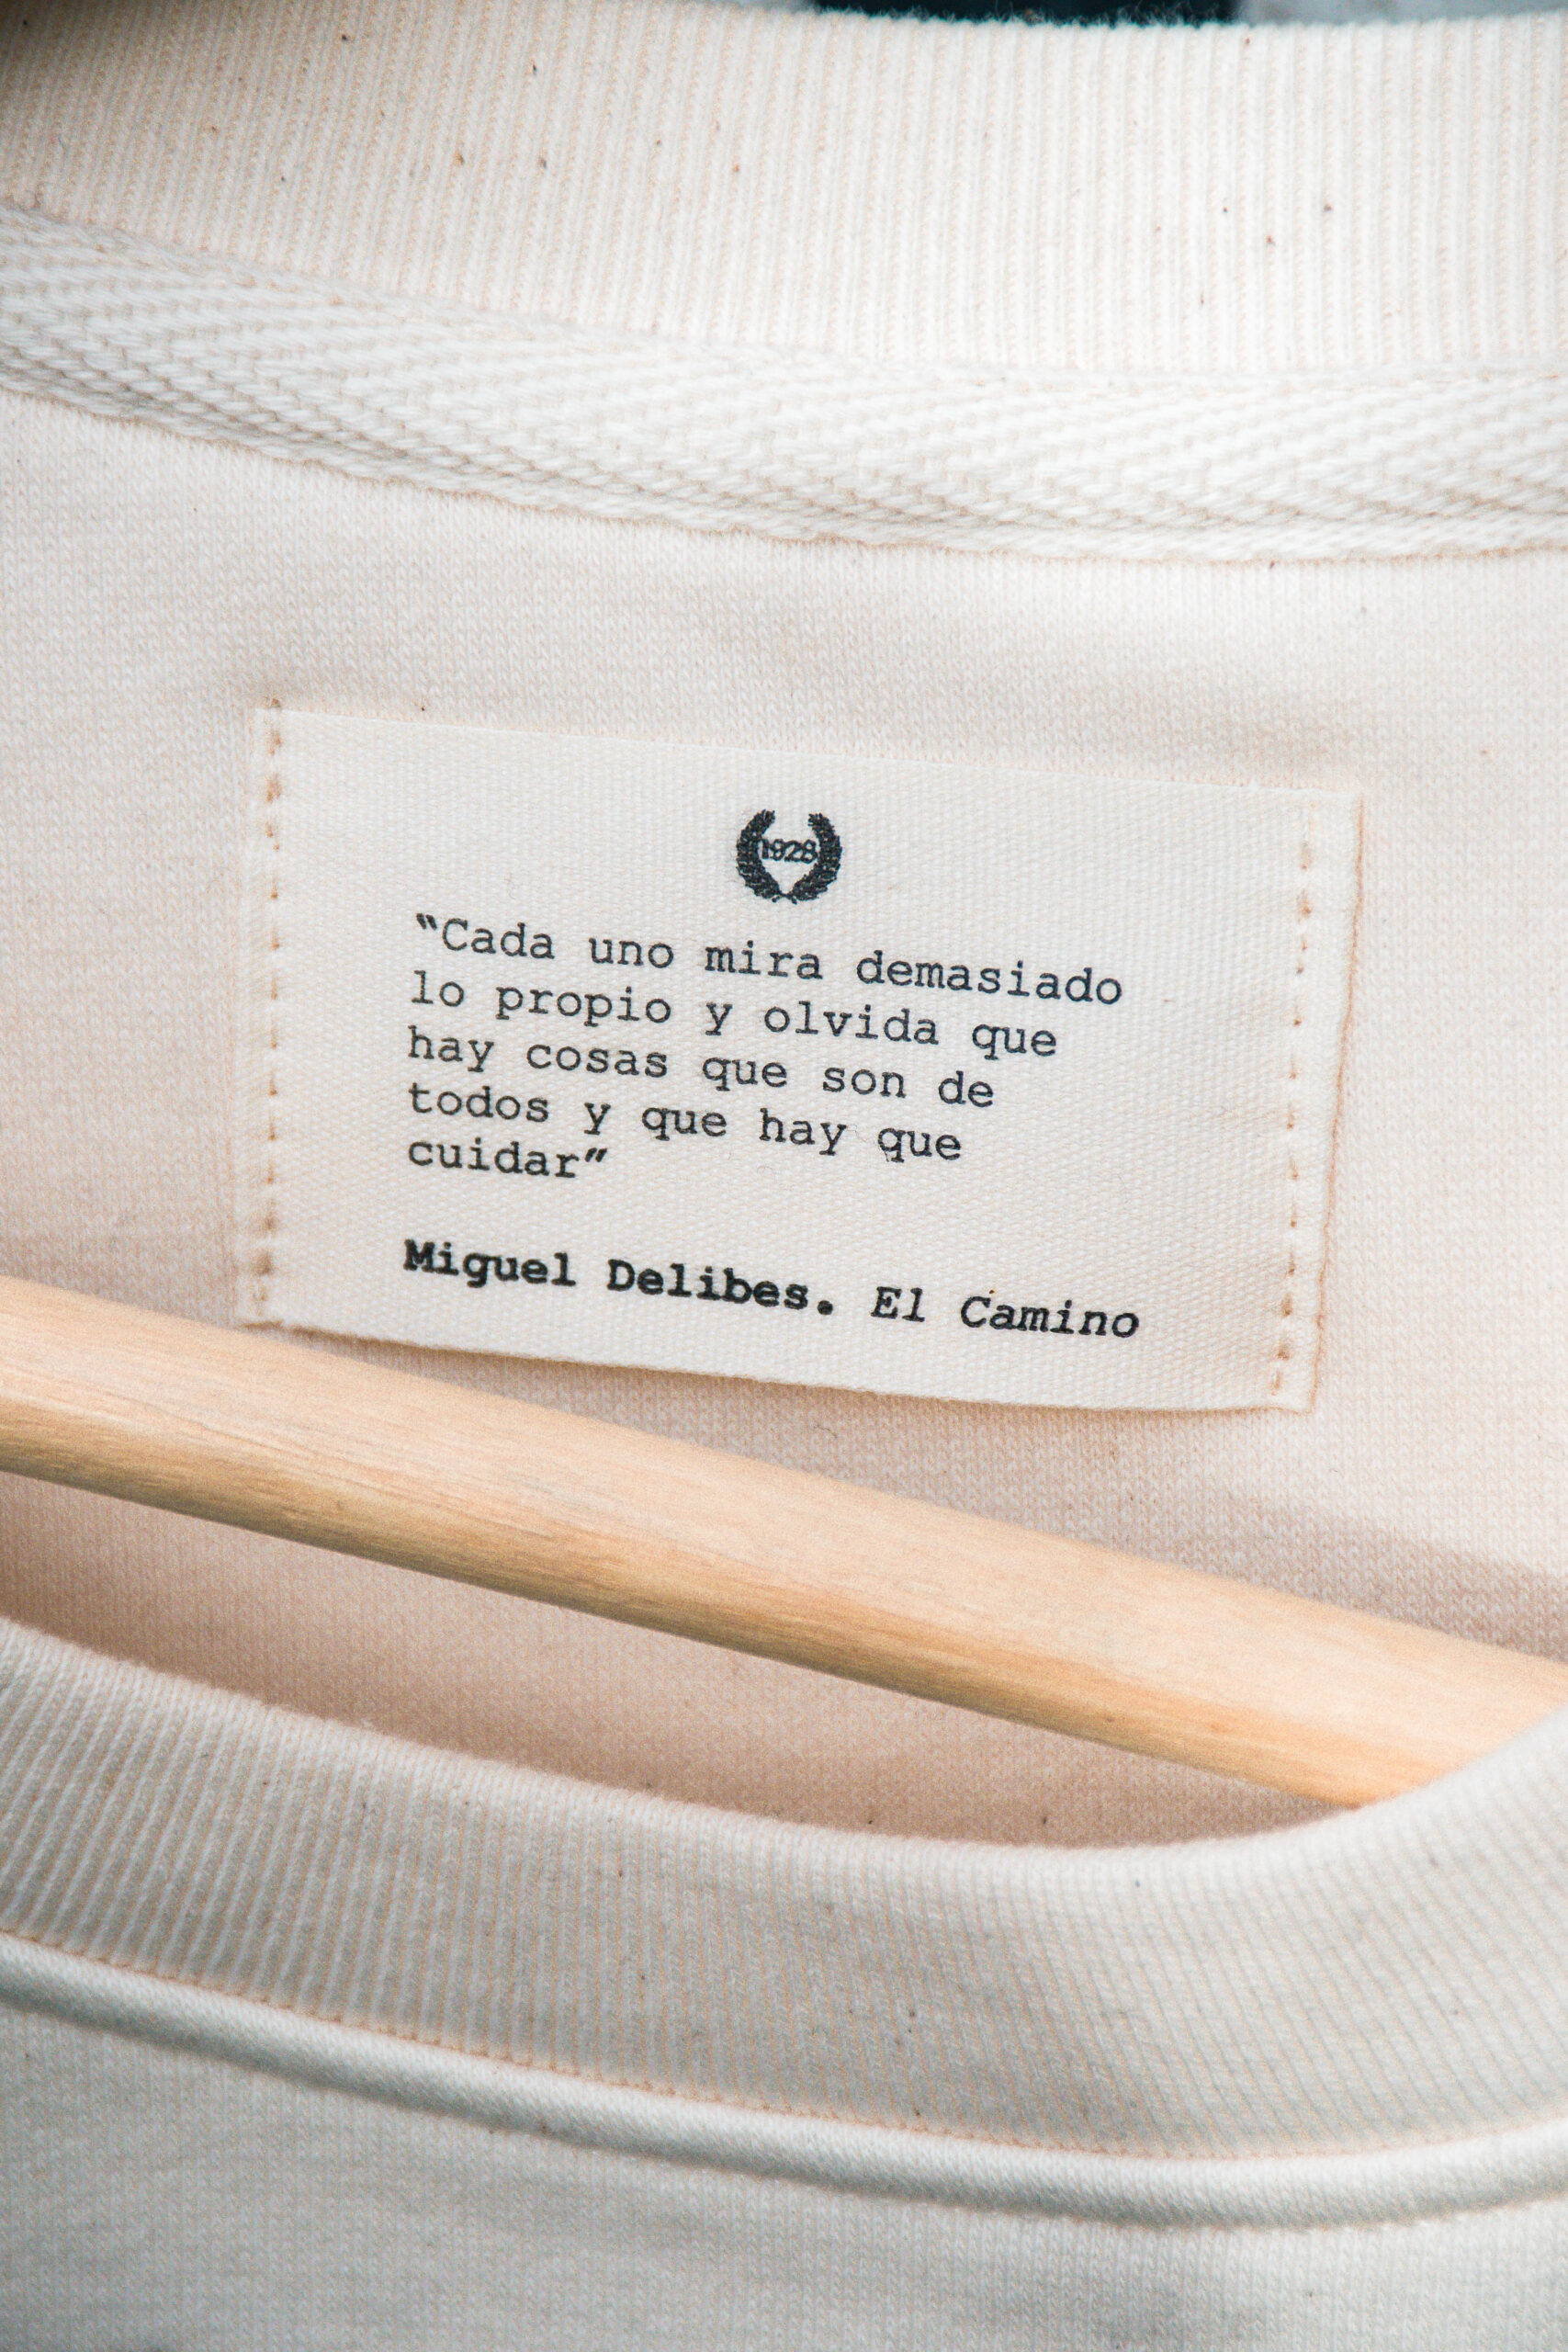 1928
“Cada uno mira demasiado
lo propio y olvida que
hay cosas que son de
todos y que hay que
cuidar”
Miguel Delibes. El Camino